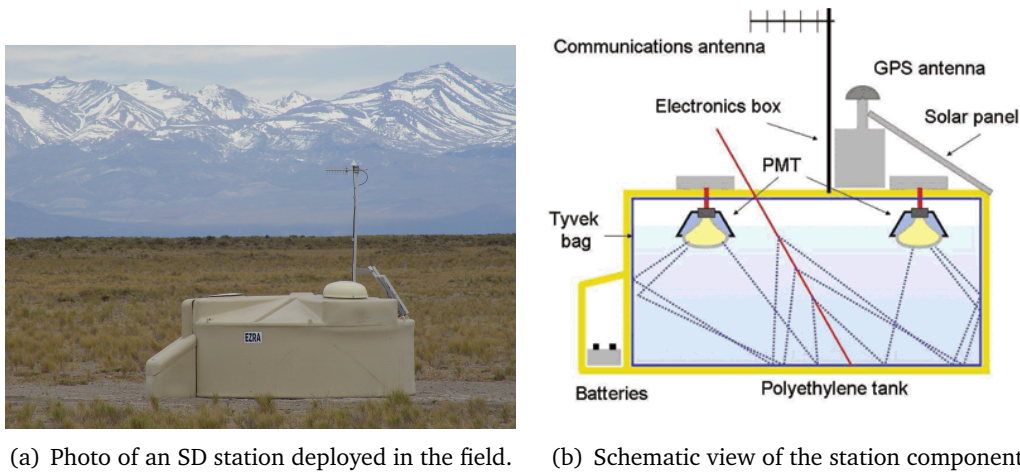 EZRA
(a) Photo of an SD station deployed in the field.
Communications antenna
GPS antenna
Electronics box
Solar panel
PMT
Tyvek
bag
Batteries
Polyethylene tank
(b) Schematic view of the station component